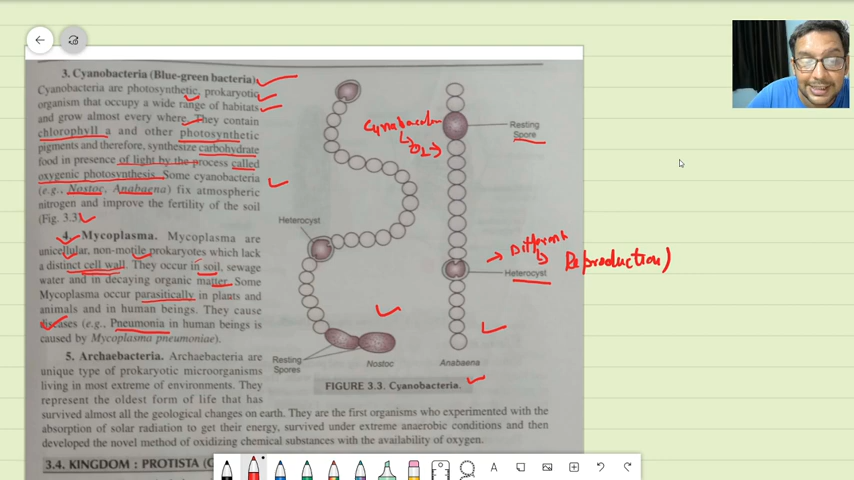 3. Cyanobacteria (Blue-green bacteria).
Cyanobacteria are photosynthetic, prokaryotic
organism that occupy a wide range of habitats
and grow almost every where. They contain
chlorophyll a and other photosynthetic
pigments and therefore, synthesize carbohydrate
food in presence of light by the process called
oxygenic photosynthesis. Some cyanobacteria
(e.g., Nostoc, Anabaena) fix atmospheric
nitrogen and improve the fertility of the soil
(Fig. 3.3)
4. Mycoplasma. Mycoplasma are
unicellular, non-motile prokaryotes which lack
a distinct cell wall. They occur in soil, sewage
water and in decaying organic matter. Some
Mycoplasma occur parasitically in plants and
animals and in human beings. They cause
diseases (e.g., Pneumonia in human beings is
caused by Mycoplasma pneumoniae).
5. Archaebacteria. Archaebacteria are
unique type of prokaryotic microorganisms
living in most extreme of environments. They
represent the oldest form of life that has
survived almost all the geological changes on earth. They are the first organisms who experimented with the
absorption of solar radiation to get their energy, survived under extreme anaerobic conditions and then
developed the novel method of oxidizing chemical substances with the availability of oxygen.
3.4. KINGDOM : PROTISTA
Heterocyst
Resting
Spores
Nostoc
Resting
Spore
Heterocyst
Anabaena
FIGURE 3.3. Cyanobacteria.
O2
Reproduction)
A